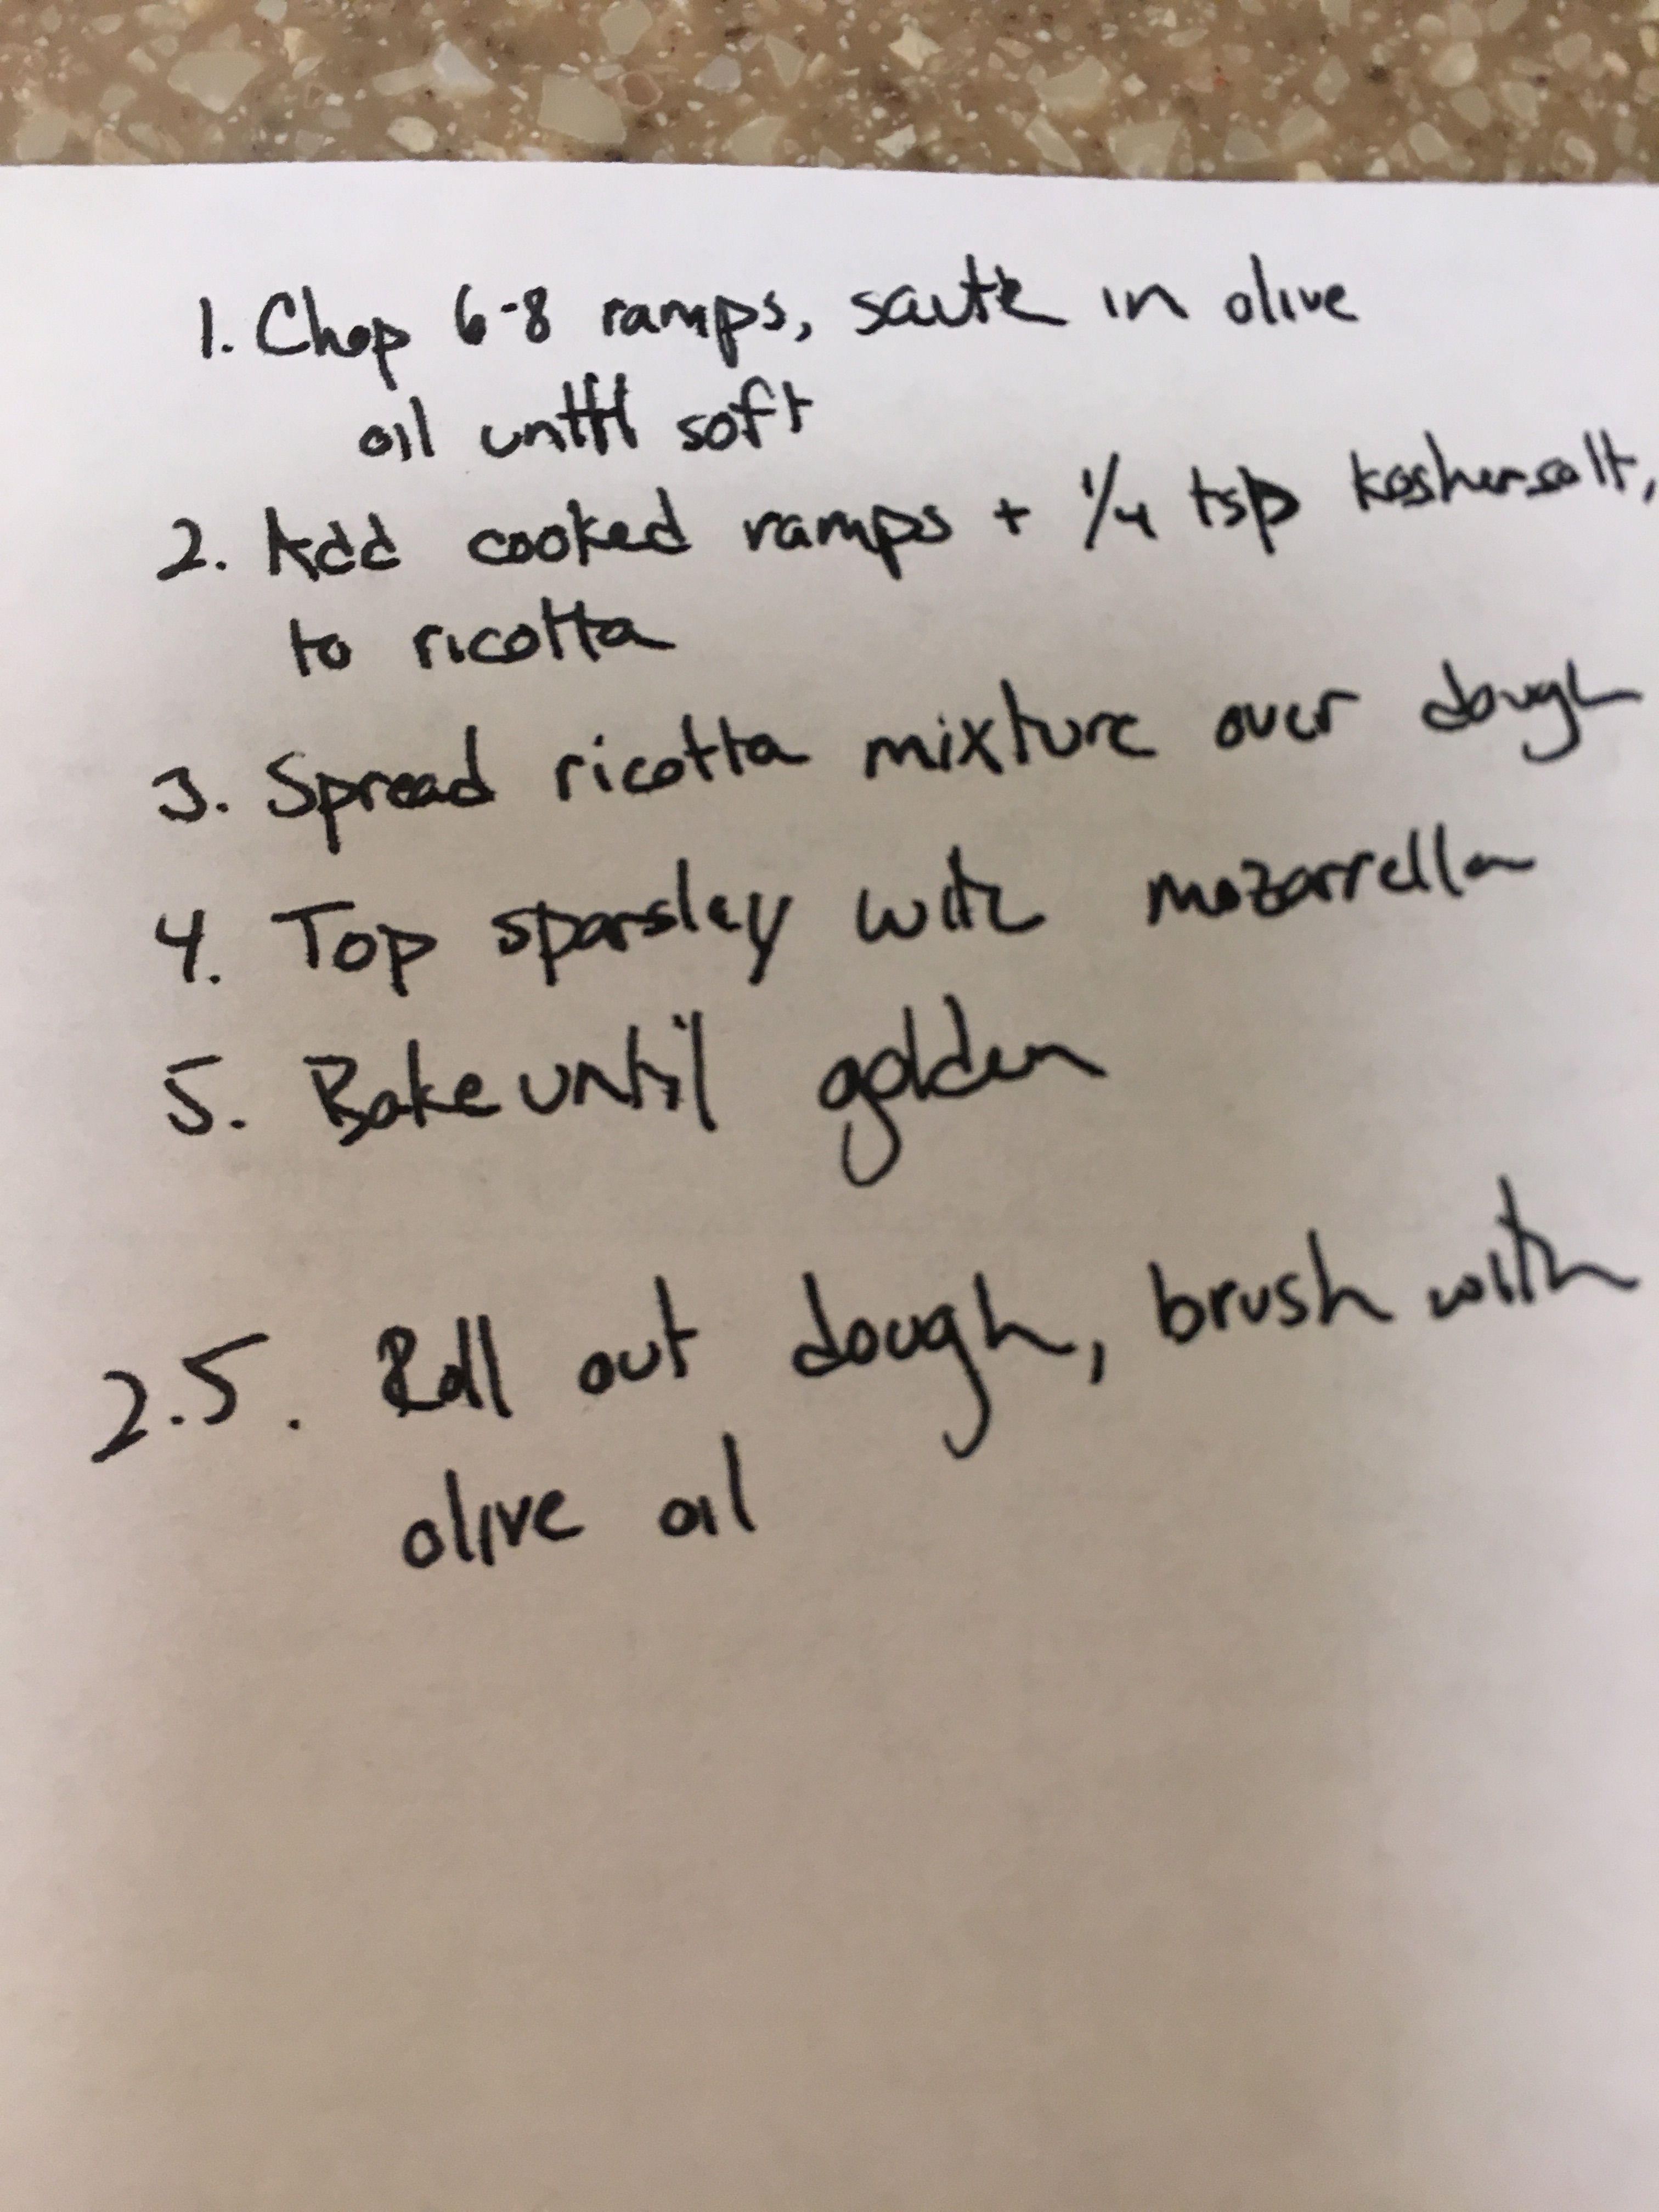 1. Chop 6-8 ramps, saute in olive
oil until soft
2. Add cooked ramps + 1/4 tsp kosher salt,
to ricotta
3. Spread ricotta mixture over dough
4. Top sparsley with mozarrella
5. Bake until golden
2.5. Roll out dough, brush with
olive oil